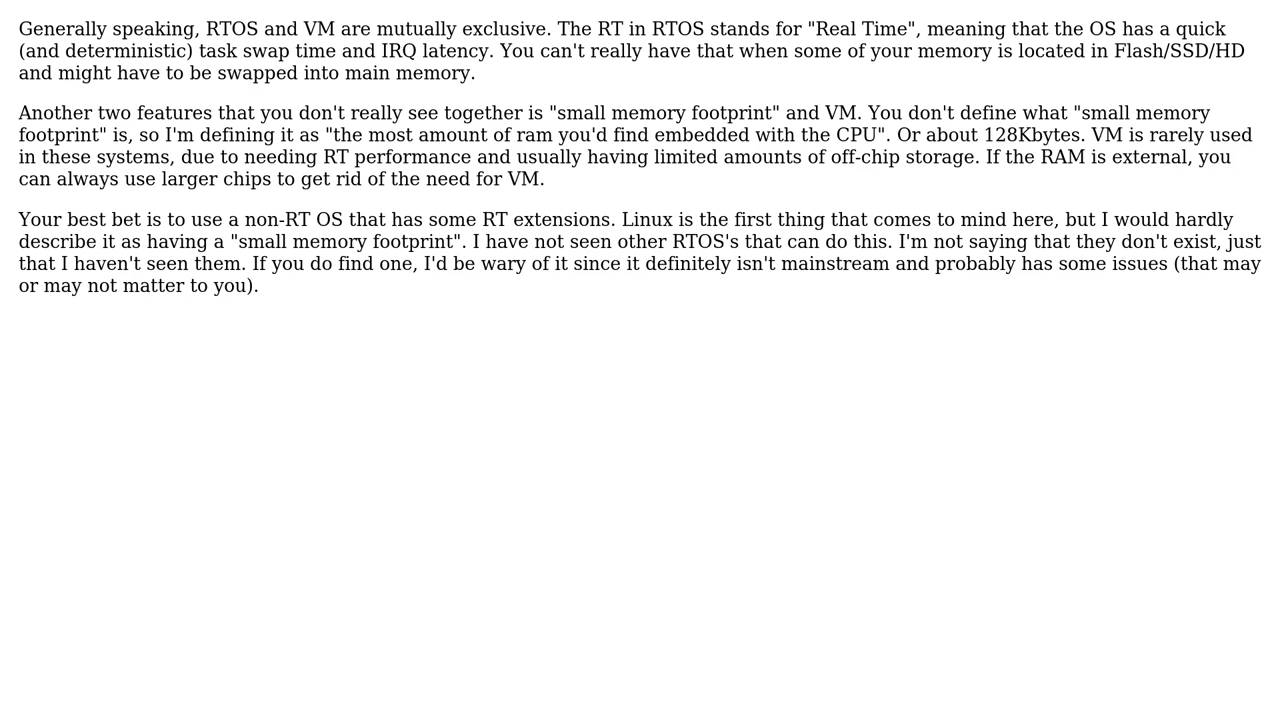 Generally speaking, RTOS and VM are mutually exclusive. The RT in RTOS stands for "Real Time", meaning that the OS has a quick
(and deterministic) task swap time and IRQ latency. You can't really have that when some of your memory is located in Flash/SSD/HD
and might have to be swapped into main memory.
Another two features that you don't really see together is "small memory footprint" and VM. You don't define what "small memory
footprint" is, so I'm defining it as "the most amount of ram you'd find embedded with the CPU". Or about 128Kbytes. VM is rarely used
in these systems, due to needing RT performance and usually having limited amounts of off-chip storage. If the RAM is external, you
can always use larger chips to get rid of the need for VM.
Your best bet is to use a non-RT OS that has some RT extensions. Linux is the first thing that comes to mind here, but I would hardly
describe it as having a "small memory footprint". I have not seen other RTOS's that can do this. I'm not saying that they don't exist, just
that I haven't seen them. If you do find one, I'd be wary of it since it definitely isn't mainstream and probably has some issues (that may
or may not matter to you).